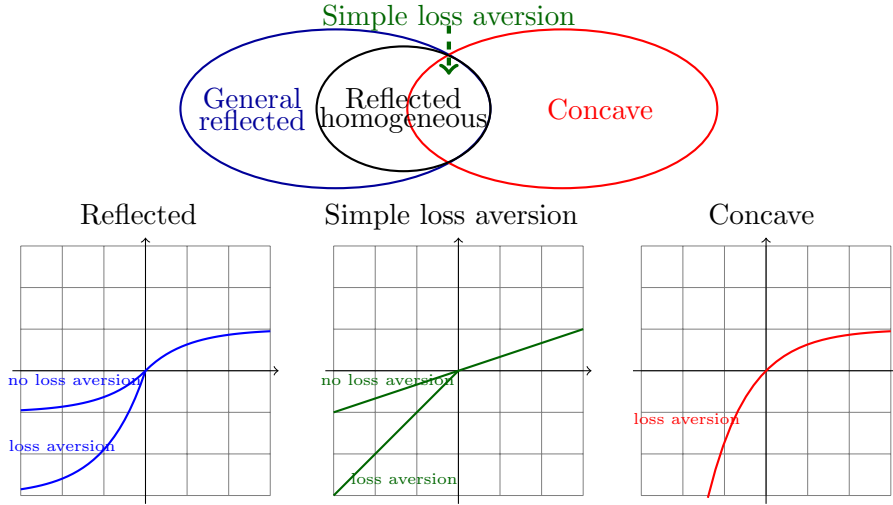 Simple loss aversion
General
reflected
Reflected
homogeneous
Concave
Reflected
Simple loss aversion
Concave
no loss aversion
loss aversion
no loss aversion
loss aversion
loss aversion